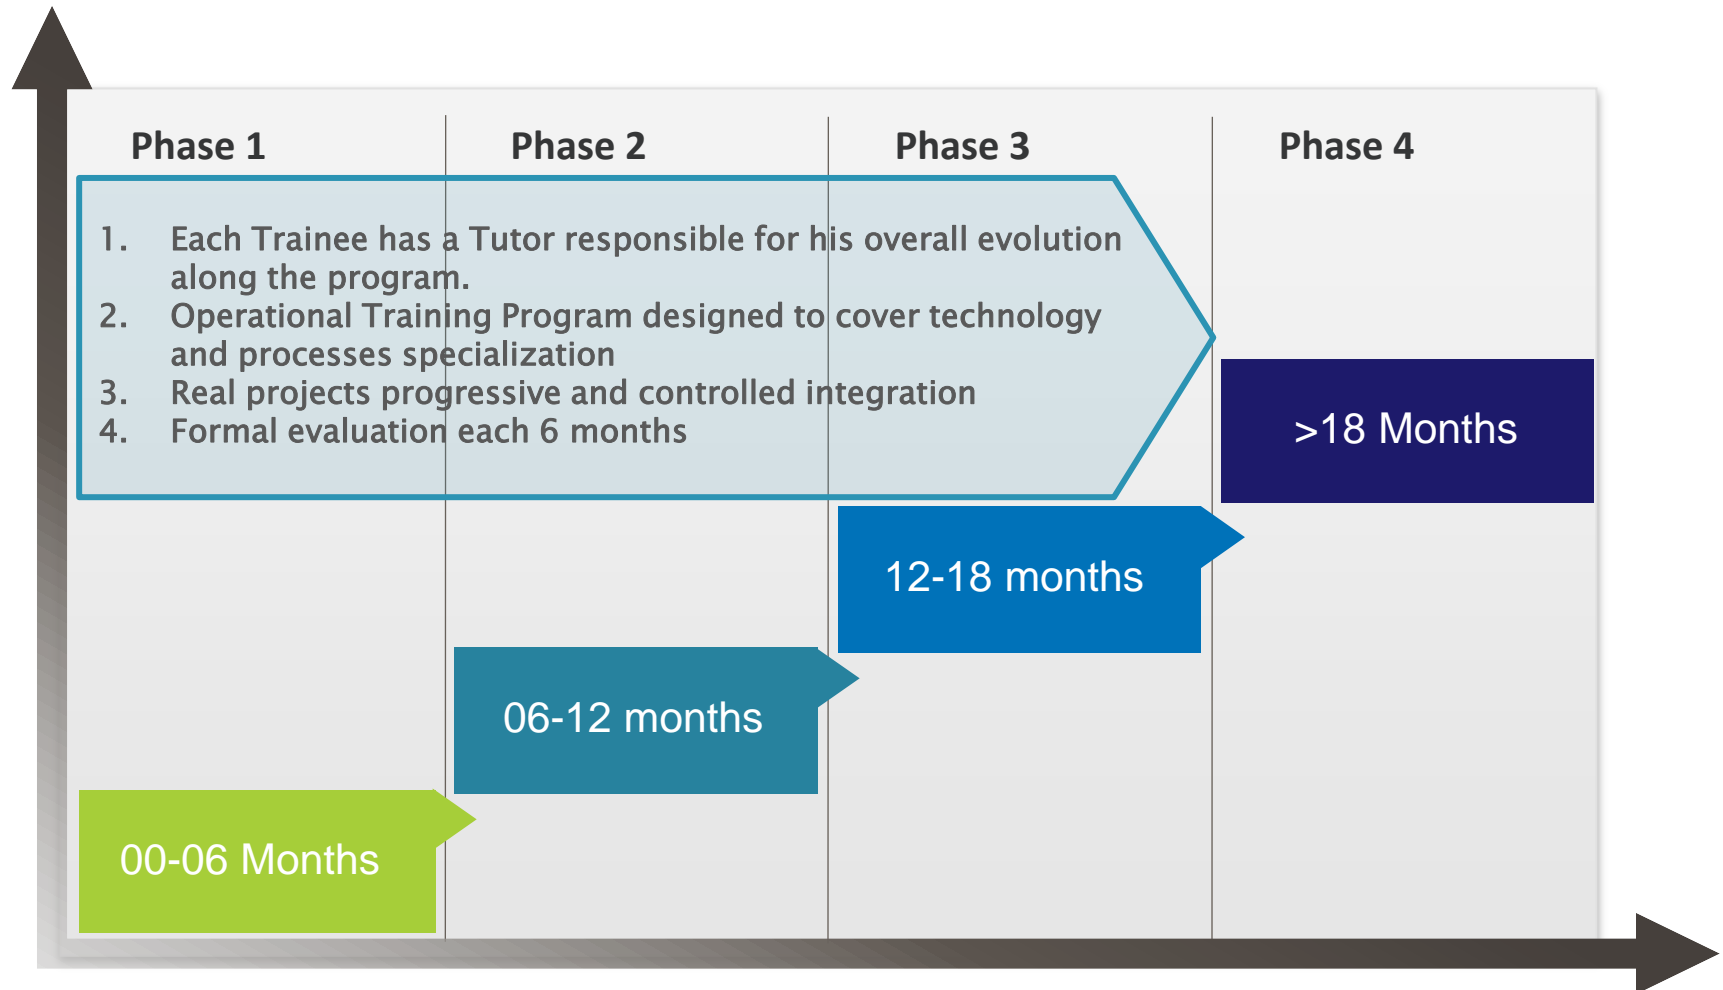 Phase 1
Phase 2
Phase 3
Phase 4
1. Each Trainee has a Tutor responsible for his overall evolution
along the program.
2. Operational Training Program designed to cover technology
and processes specialization
3. Real projects progressive and controlled integration
4. Formal evaluation each 6 months
>18 Months
12-18 months
06-12 months
00-06 Months